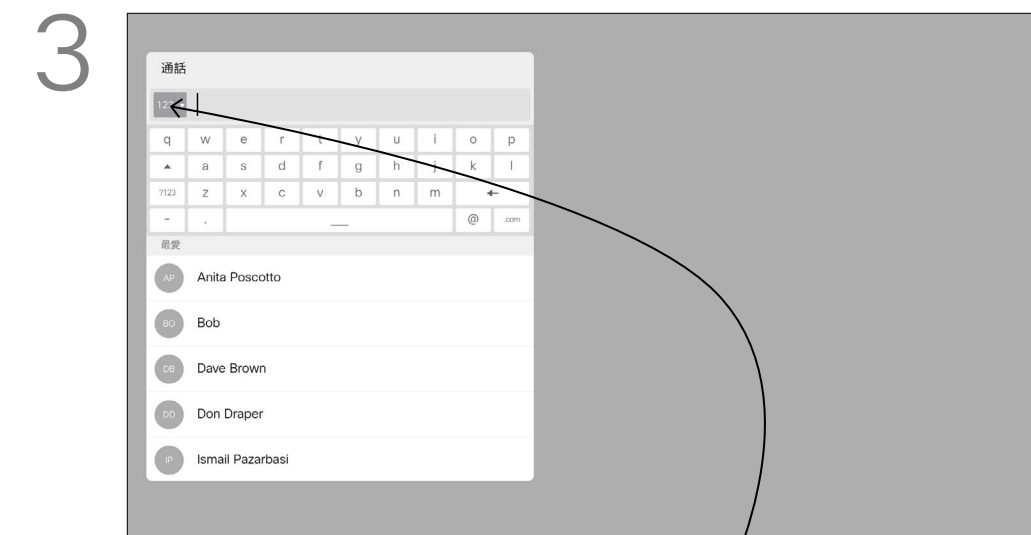 3
通話
q w e r t y u i o p
a s d f g h j k l
?123 z x c v b n m
- . @ .com
最愛
AP Anita Poscotto
BO Bob
DB Dave Brown
DD Don Draper
IP Ismail Pazarbasi